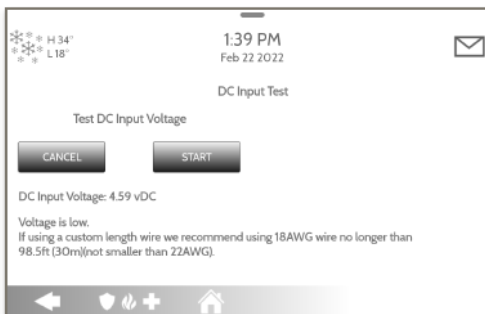 H 34°
L 18°
1:39 PM
Feb 22 2022
DC Input Test
Test DC Input Voltage
CANCEL
START
DC Input Voltage: 4.59 vDC
Voltage is low.
If using a custom length wire we recommend using 18AWG wire no longer than
98.5ft (30m)(not smaller than 22AWG).